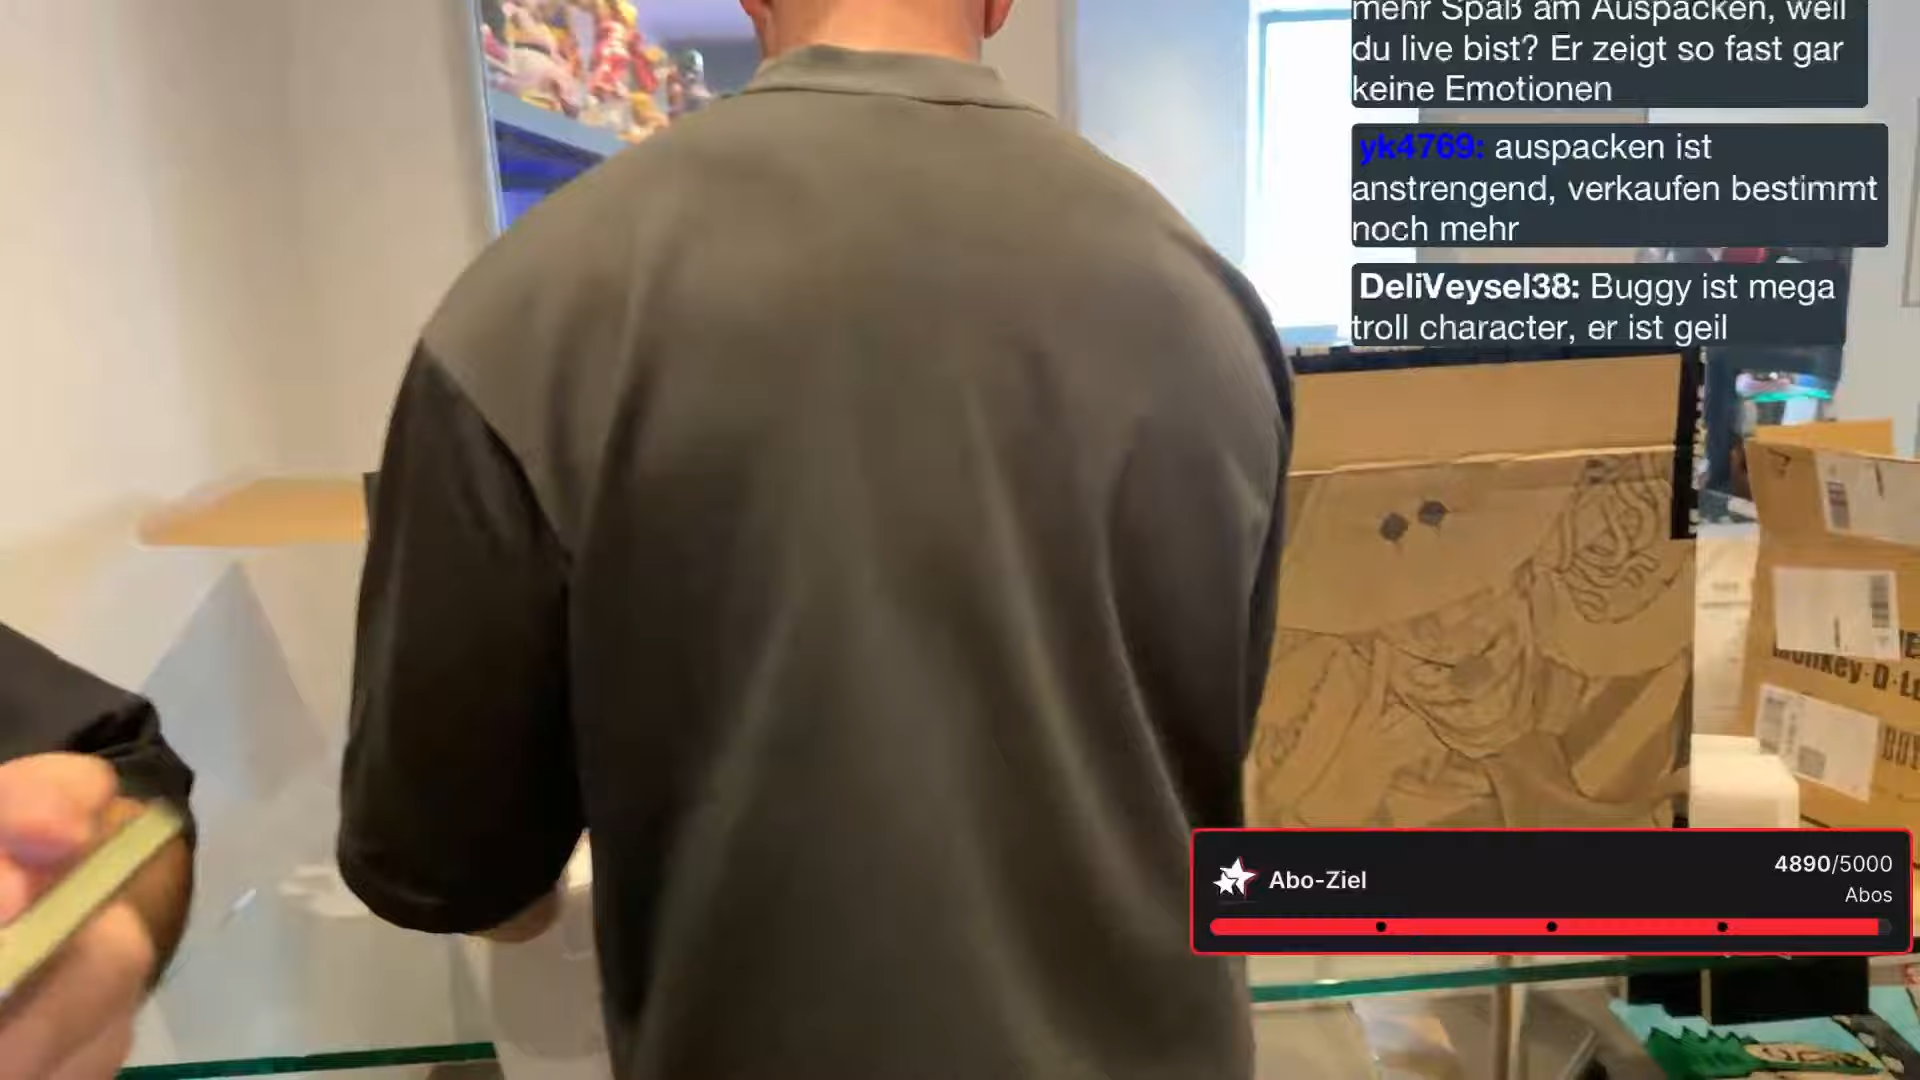 mehr Spaß am Auspacken, weil
du live bist? Er zeigt so fast gar
keine Emotionen
yk4769: auspacken ist
anstrengend, verkaufen bestimmt
noch mehr
DeliVeysel38: Buggy ist mega
troll character, er ist geil
Monkey·D·L
Abo-Ziel
4890/5000
Abos